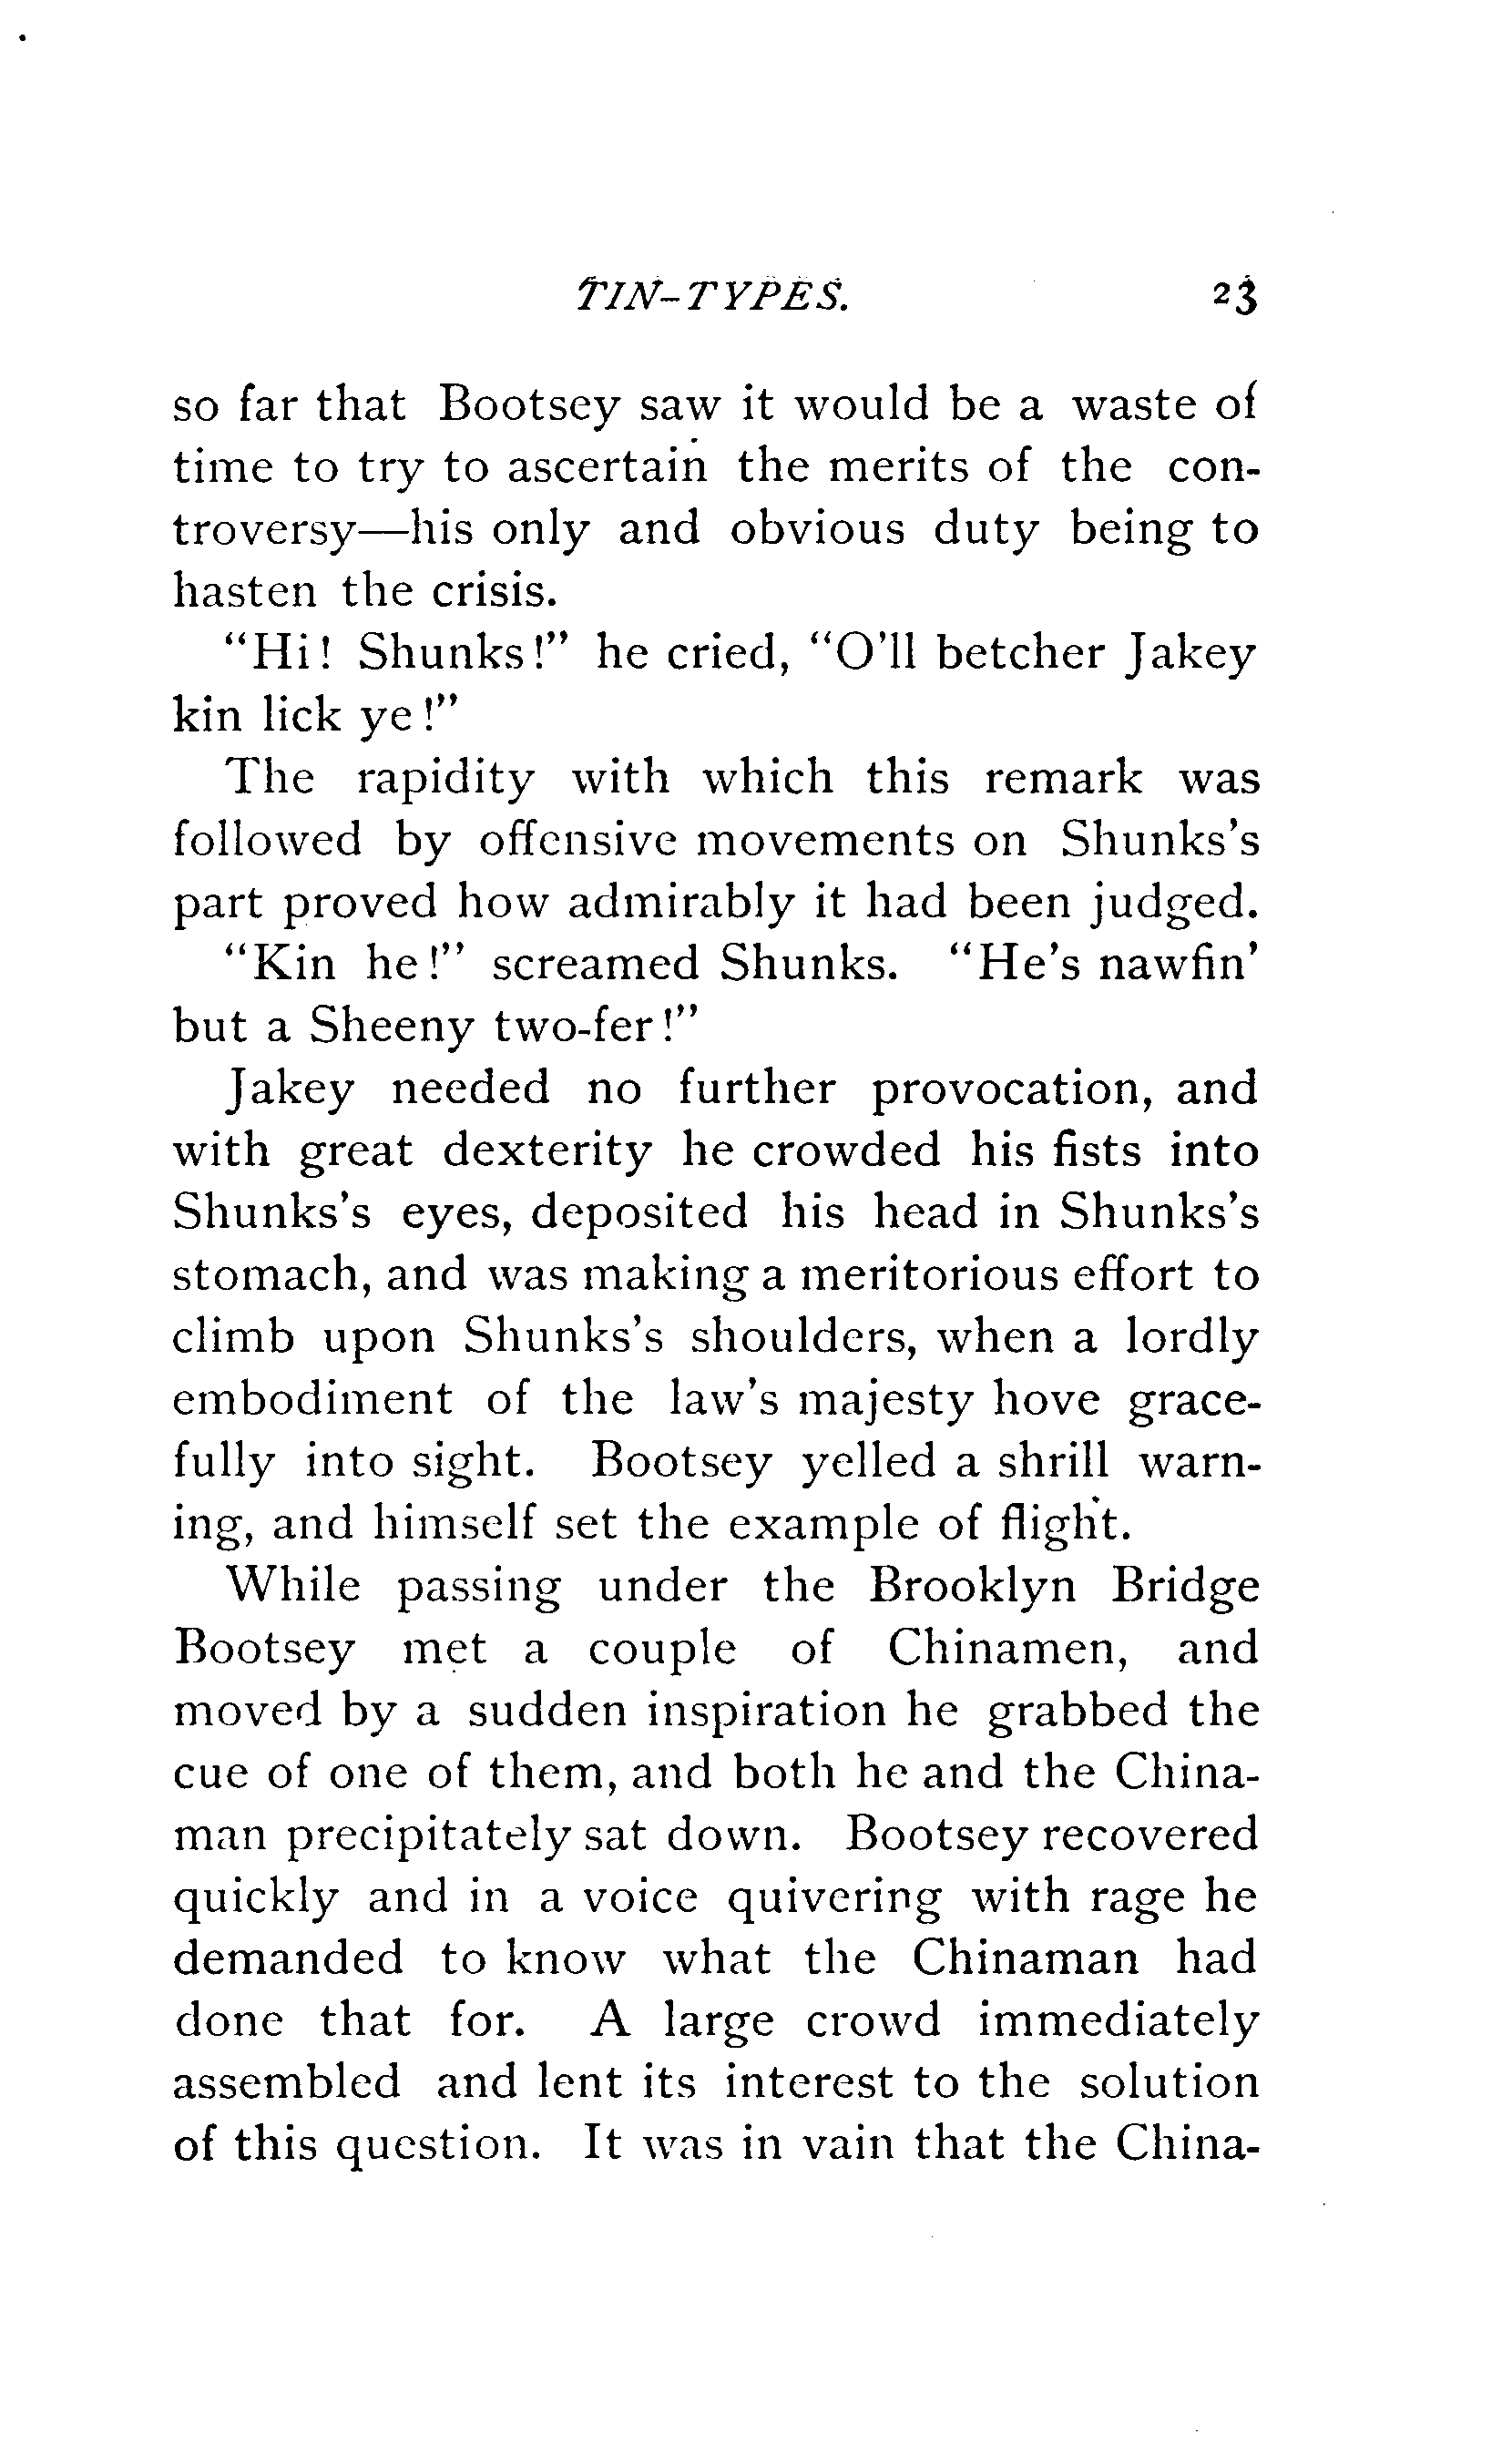 TIN-TYPES. 23
so far that Bootsey saw it would be a waste of
time to try to ascertain the merits of the con-
troversy—his only and obvious duty being to
hasten the crisis.
"Hi! Shunks!" he cried, "O'll betcher Jakey
kin lick ye!"
The rapidity with which this remark was
followed by offensive movements on Shunks's
part proved how admirably it had been judged.
"Kin he!" screamed Shunks. "He's nawfin'
but a Sheeny two-fer!"
Jakey needed no further provocation, and
with great dexterity he crowded his fists into
Shunks's eyes, deposited his head in Shunks's
stomach, and was making a meritorious effort to
climb upon Shunks's shoulders, when a lordly
embodiment of the law's majesty hove grace-
fully into sight. Bootsey yelled a shrill warn-
ing, and himself set the example of flight.
While passing under the Brooklyn Bridge
Bootsey met a couple of Chinamen, and
moved by a sudden inspiration he grabbed the
cue of one of them, and both he and the China-
man precipitately sat down. Bootsey recovered
quickly and in a voice quivering with rage he
demanded to know what the Chinaman had
done that for. A large crowd immediately
assembled and lent its interest to the solution
of this question. It was in vain that the China-